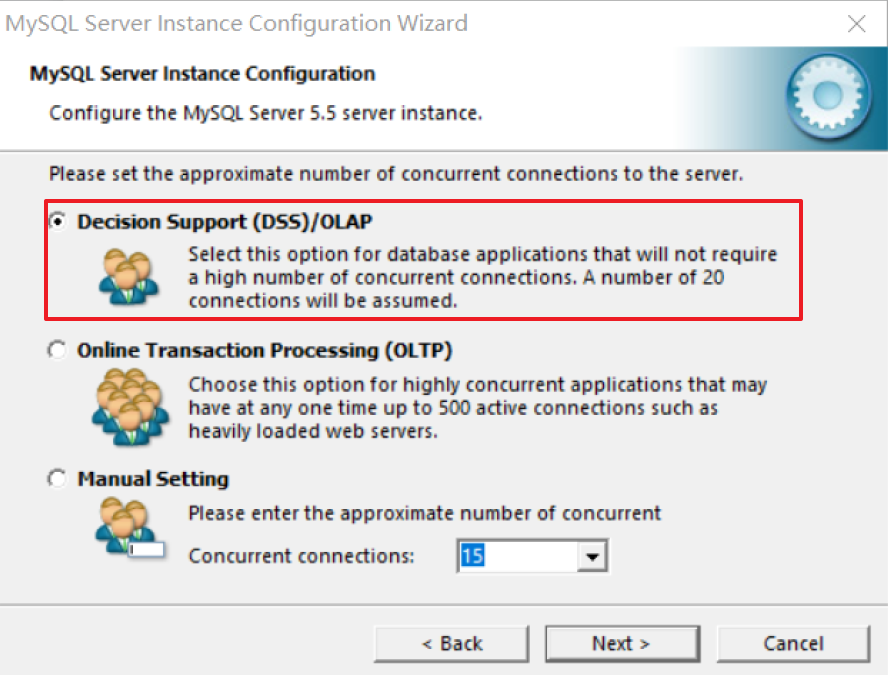 MySQL Server Instance Configuration Wizard
MySQL Server Instance Configuration
Configure the MySQL Server 5.5 server instance.
Please set the approximate number of concurrent connections to the server.
Decision Support (DSS)/OLAP
Select this option for database applications that will not require
a high number of concurrent connections. A number of 20
connections will be assumed.
Online Transaction Processing (OLTP)
Choose this option for highly concurrent applications that may
have at any one time up to 500 active connections such as
heavily loaded web servers.
Manual Setting
Please enter the approximate number of concurrent
Concurrent connections: 15
< Back Next > Cancel